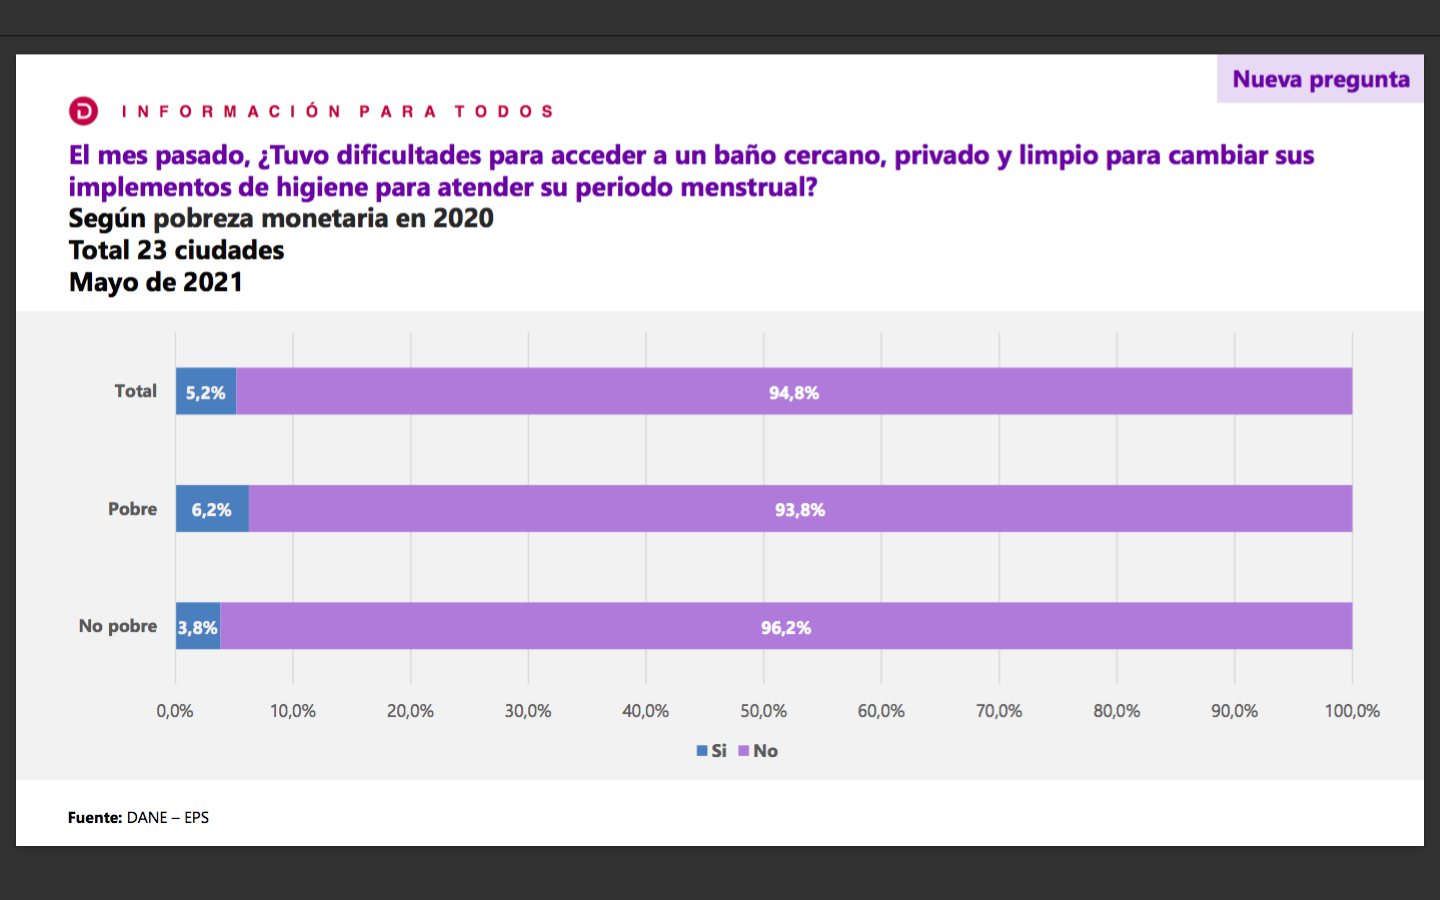 Nueva pregunta
INFORMACIÓN PARA TODOS
El mes pasado, ¿Tuvo dificultades para acceder a un baño cercano, privado y limpio para cambiar sus
implementos de higiene para atender su periodo menstrual?
Según pobreza monetaria en 2020
Total 23 ciudades
Mayo de 2021
Total 5,2% 94,8%
Pobre 6,2% 93,8%
No pobre 3,8% 96,2%
0,0% 10,0% 20,0% 30,0% 40,0% 50,0% 60,0% 70,0% 80,0% 90,0% 100,0%
Si No
Fuente: DANE – EPS